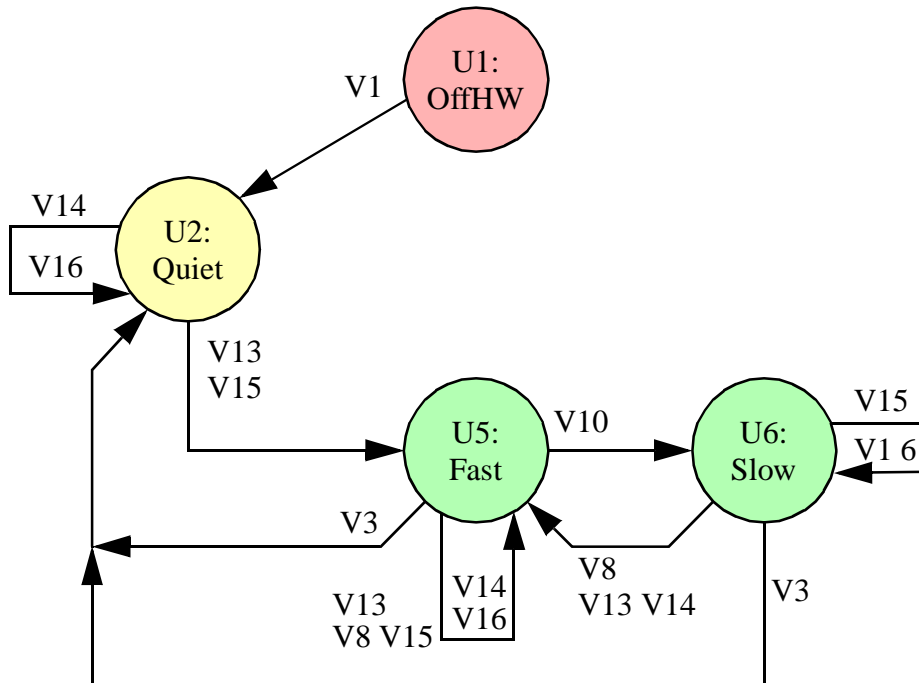 U1:
OffHW
V1
V14
V16
U2:
Quiet
V13
V15
U5:
Fast
V10
U6:
Slow
V15
V1 6
V3
V13
V8 V15
V14
V16
V8
V13 V14
V3